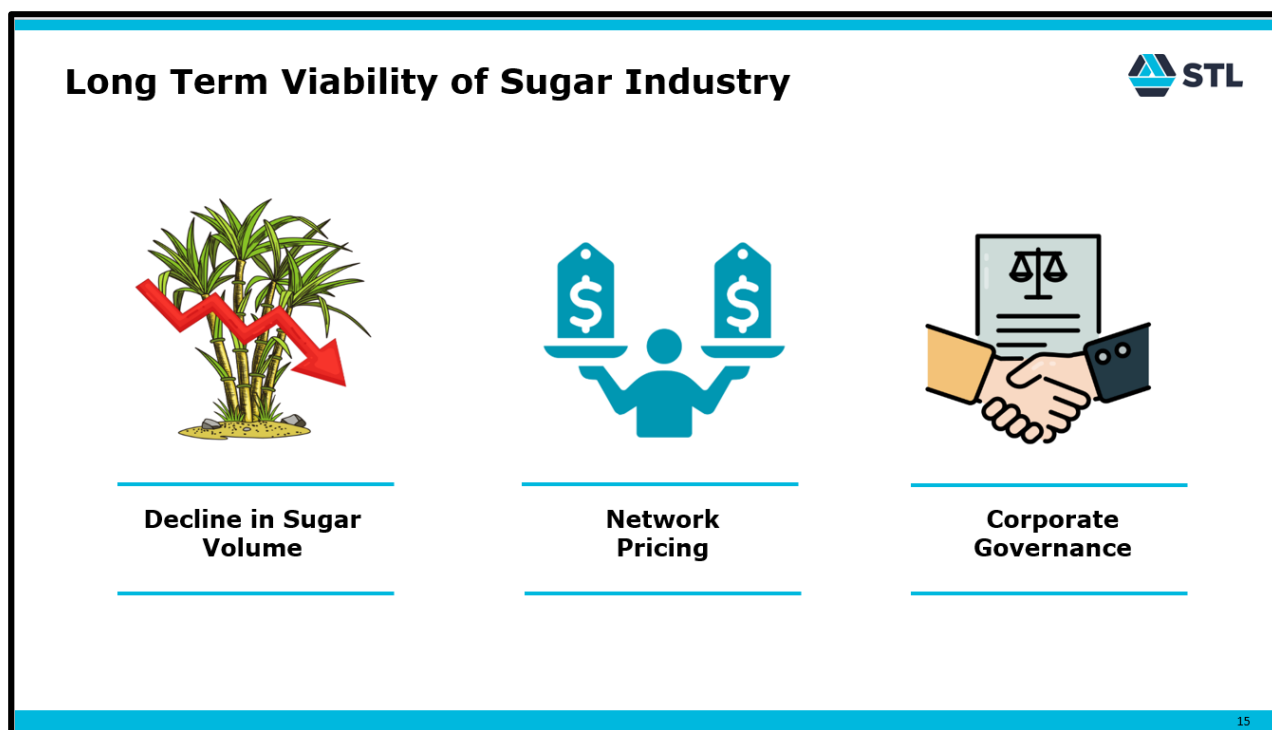 Long Term Viability of Sugar Industry
STL
$
$
Decline in Sugar
Volume
Network
Pricing
Corporate
Governance
15